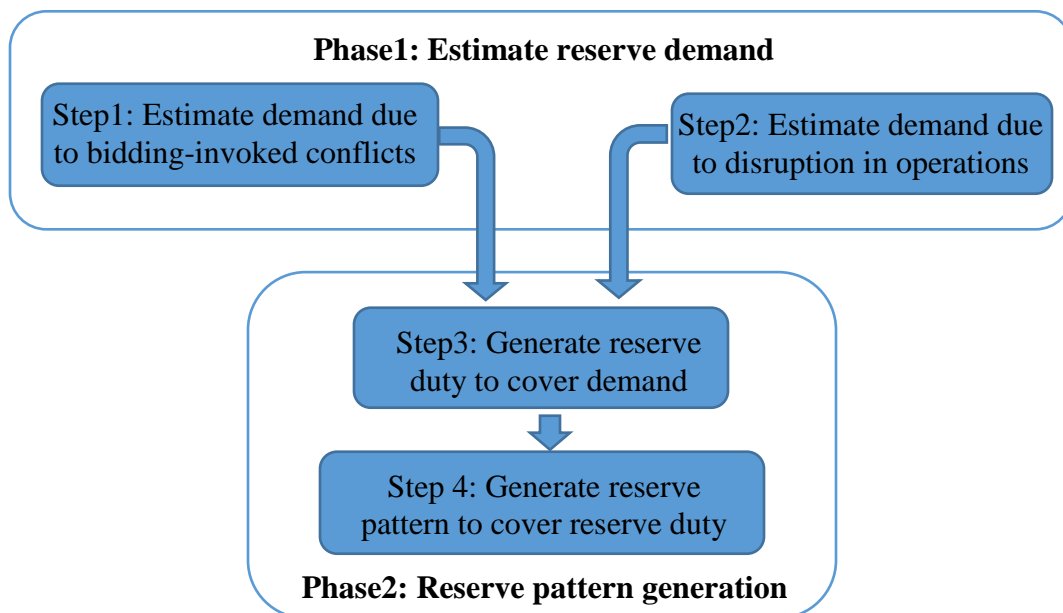 Phase1: Estimate reserve demand
Step1: Estimate demand due
to bidding-invoked conflicts
Step2: Estimate demand due
to disruption in operations
Step3: Generate reserve
duty to cover demand
Step 4: Generate reserve
pattern to cover reserve duty
Phase2: Reserve pattern generation